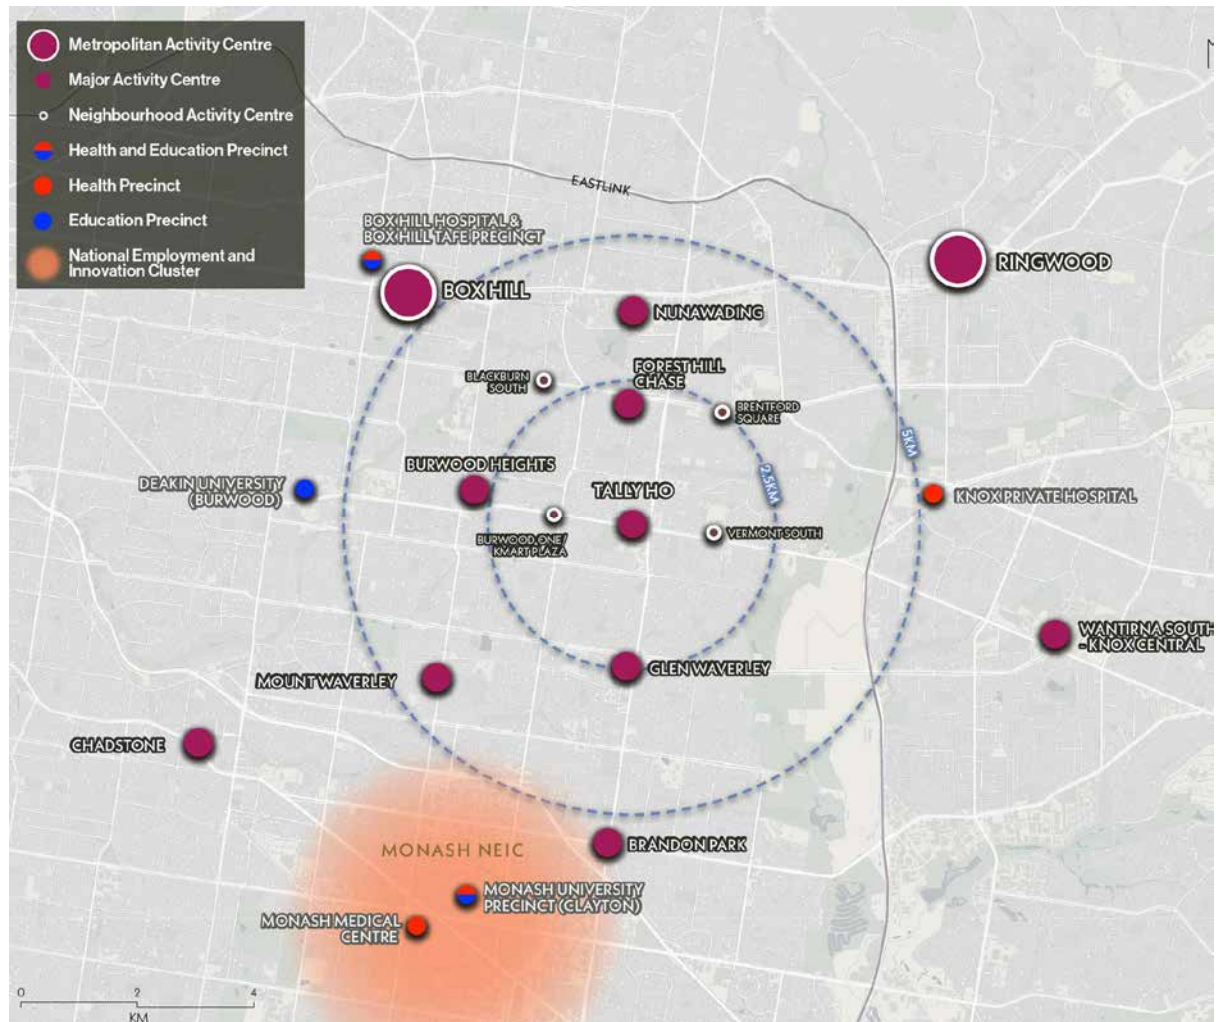 Metropolitan Activity Centre
Major Activity Centre
Neighbourhood Activity Centre
Health and Education Precinct
Health Precinct
Education Precinct
National Employment and
Innovation Cluster
EASTLINK
BOX HILL HOSPITAL &
BOX HILL TAFE PRECINCT
BOX HILL
RINGWOOD
NUNAWADING
FOREST HILL
CHASE
BLACKBURN
SOUTH
BRENTFORD
SQUARE
5KM
BURWOOD HEIGHTS
DEAKIN UNIVERSITY
(BURWOOD)
TALLY HO
2.5KM
KNOX PRIVATE HOSPITAL
BURWOOD ONE/
KMART PLAZA
VERMONT SOUTH
WANTIRNA SOUTH
- KNOX CENTRAL
GLEN WAVERLEY
MOUNT WAVERLEY
CHADSTONE
BRANDON PARK
MONASH NEIC
MONASH UNIVERSITY
PRECINCT (CLAYTON)
MONASH MEDICAL
CENTRE
0 2 4
KM